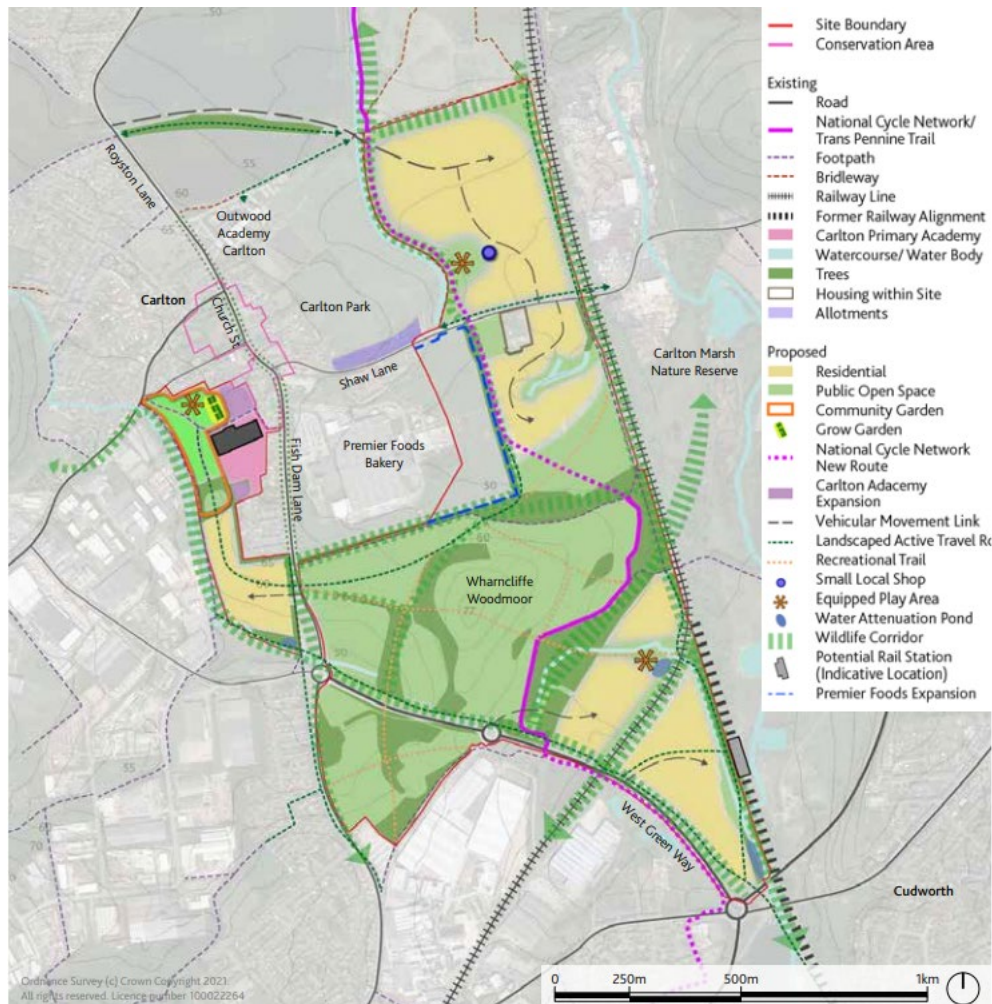 Site Boundary
Conservation Area
Existing
Road
National Cycle Network/
Trans Pennine Trail
Footpath
Bridleway
Railway Line
Former Railway Alignment
Carlton Primary Academy
Watercourse/ Water Body
Trees
Housing within Site
Allotments
Proposed
Residential
Public Open Space
Community Garden
Grow Garden
National Cycle Network
New Route
Carlton Adacemy
Expansion
Vehicular Movement Link
Landscaped Active Travel Ro
Recreational Trail
Small Local Shop
Equipped Play Area
Water Attenuation Pond
Wildlife Corridor
Potential Rail Station
(Indicative Location)
Premier Foods Expansion
50
50
Royston Lane
55
60
65
Outwood
Academy
Carlton
Carlton
Church St
Carlton Park
Shaw Lane
Carlton Marsh
Nature Reserve
Fish Dam Lane
Premier Foods
Bakery
50
60
Wharncliffe
Woodmoor
72
55
70
West Green Way
Cudworth
Ordnance Survey (c) Crown Copyright 2021.
All rights reserved. Licence number 100022264
0 250m 500m 1km